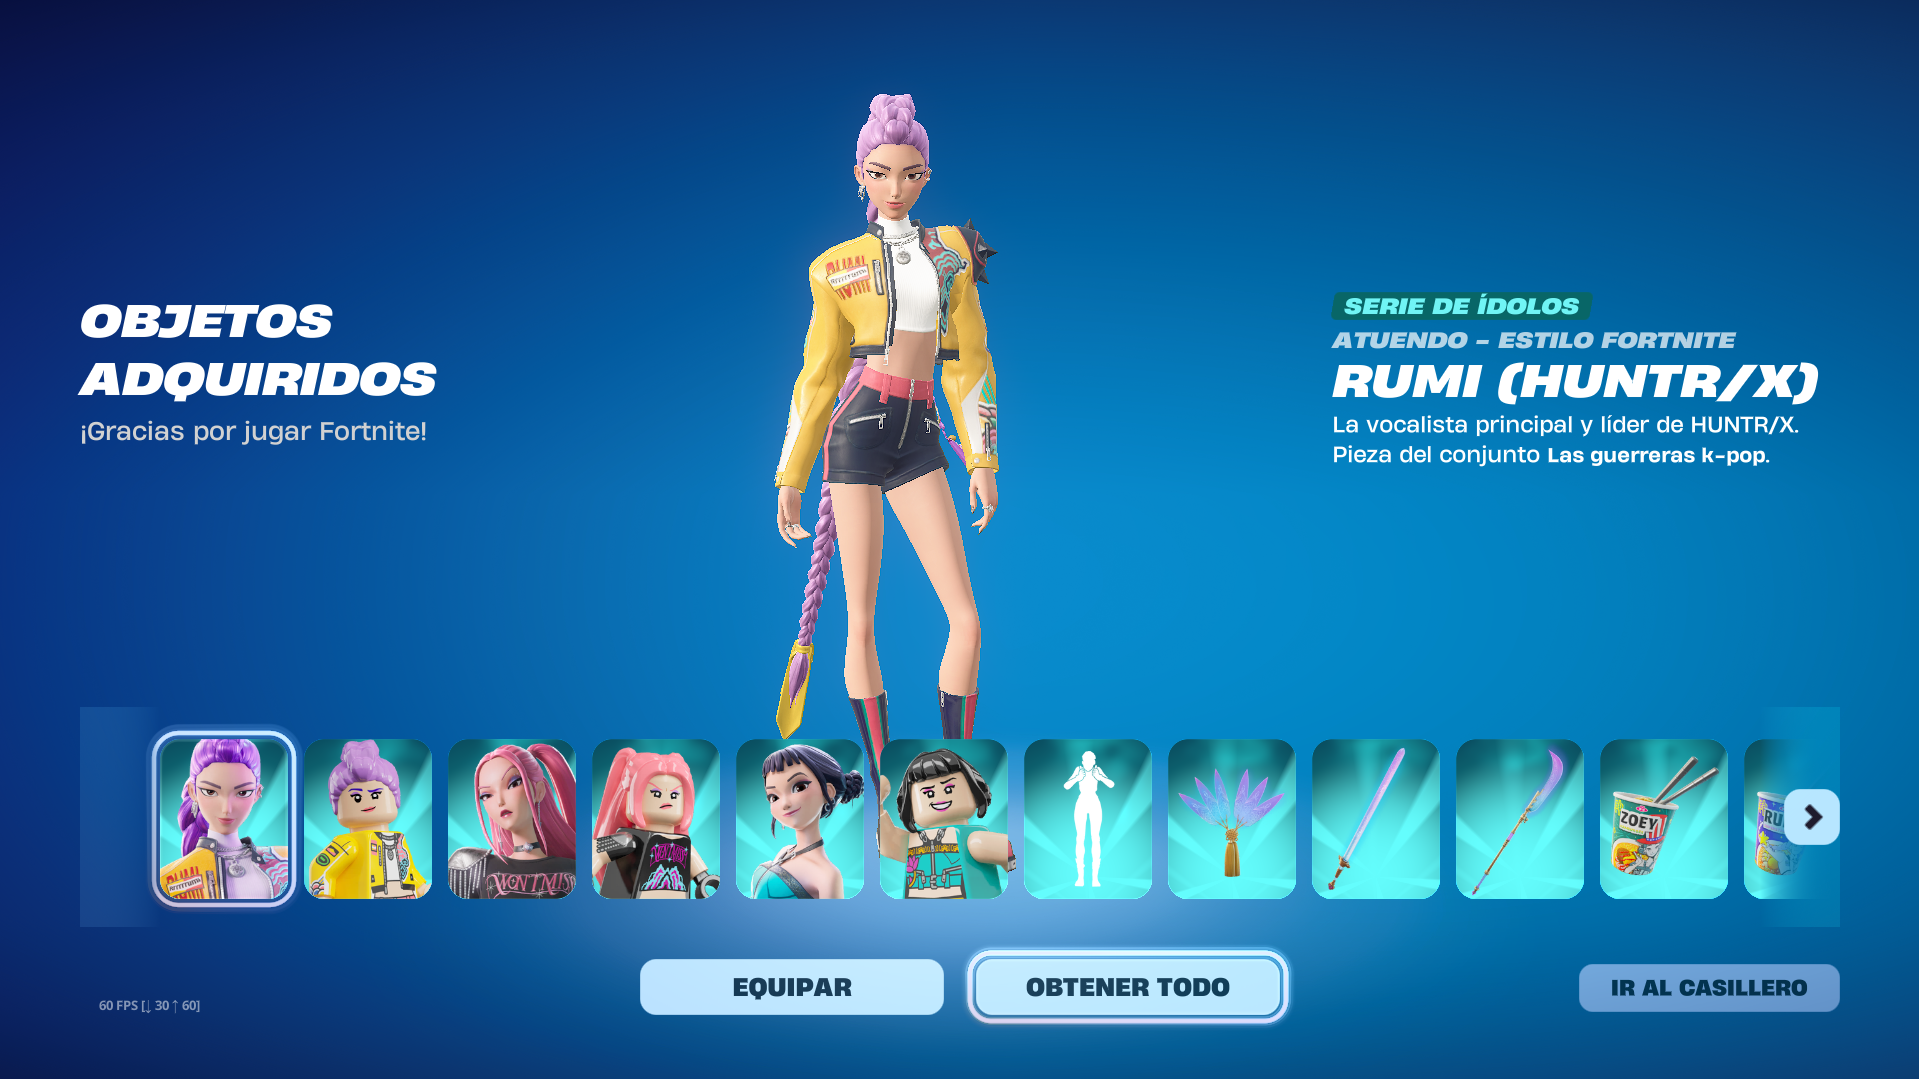 OBJETOS
ADQUIRIDOS
¡Gracias por jugar Fortnite!
SERIE DE ÍDOLOS
ATUENDO - ESTILO FORTNITE
RUMI (HUNTR/X)
La vocalista principal y líder de HUNTR/X.
Pieza del conjunto Las guerreras k-pop.
ZOEY
RU
EQUIPAR
OBTENER TODO
IR AL CASILLERO
60 FPS [↓ 30 ↑ 60]